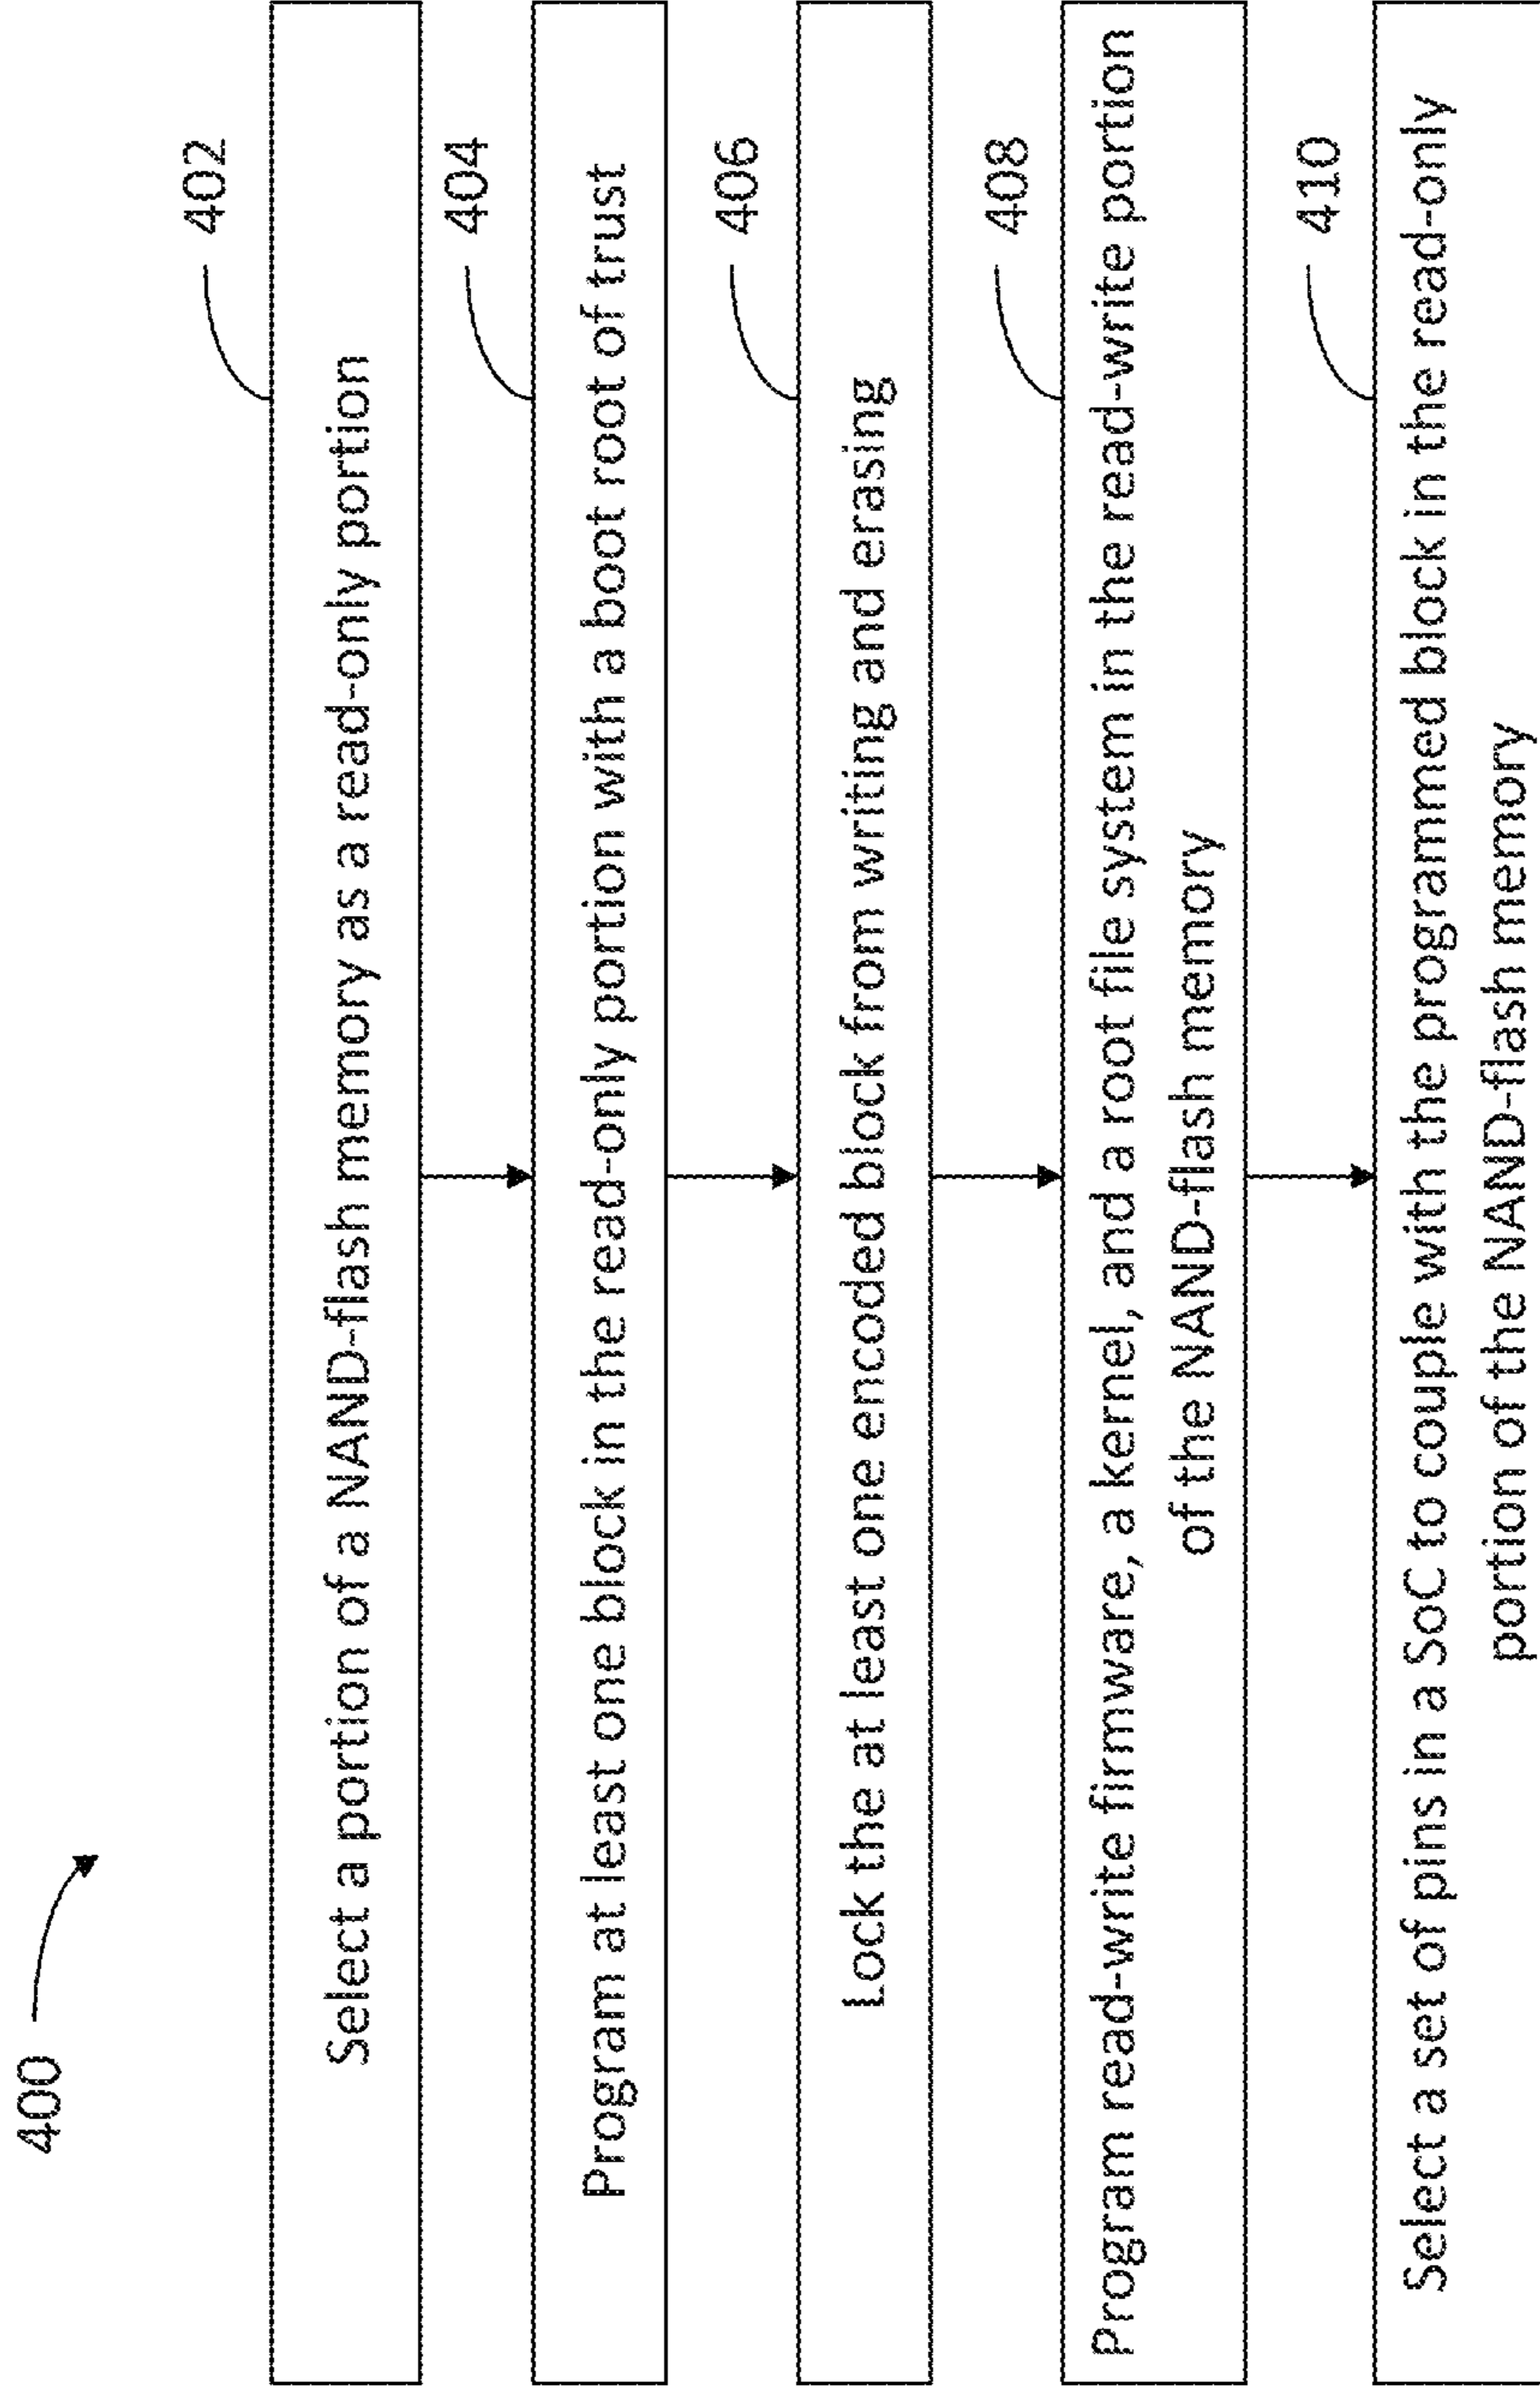 400
402
Select a portion of a NAND-flash memory as a read-only portion
404
Program at least one block in the read-only portion with a boot root of trust
406
Lock the at least one encoded block from writing and erasing
408
Program read-write firmware, a kernel, and a root file system in the read-write portion
of the NAND-flash memory
410
Select a set of pins in a SoC to couple with the programmed block in the read-only
portion of the NAND-flash memory